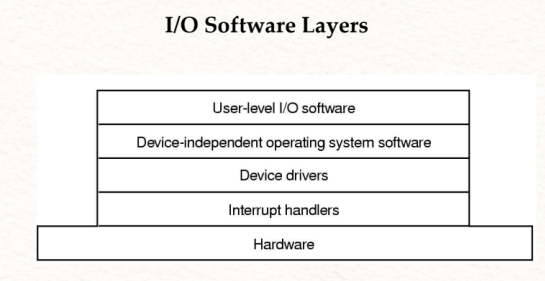 I/O Software Layers
User-level I/O software
Device-independent operating system software
Device drivers
Interrupt handlers
Hardware